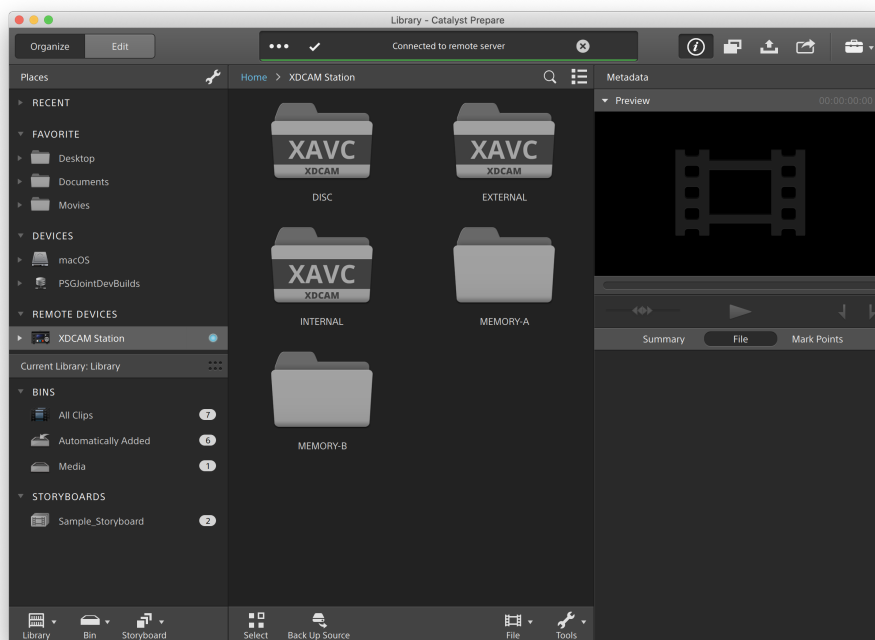 Library - Catalyst Prepare
Organize
Edit
Connected to remote server
Places
Home > XDCAM Station
Metadata
RECENT
Preview
00:00:00:00
FAVORITE
Desktop
Documents
Movies
DEVICES
macOS
PSGJointDevBuilds
REMOTE DEVICES
XDCAM Station
XAVC
XDCAM
DISC
XAVC
XDCAM
EXTERNAL
XAVC
XDCAM
INTERNAL
MEMORY-A
MEMORY-B
Summary
File
Mark Points
Current Library: Library
BINS
All Clips 7
Automatically Added 6
Media 1
STORYBOARDS
Sample_Storyboard 2
Library
Bin
Storyboard
Select
Back Up Source
File
Tools